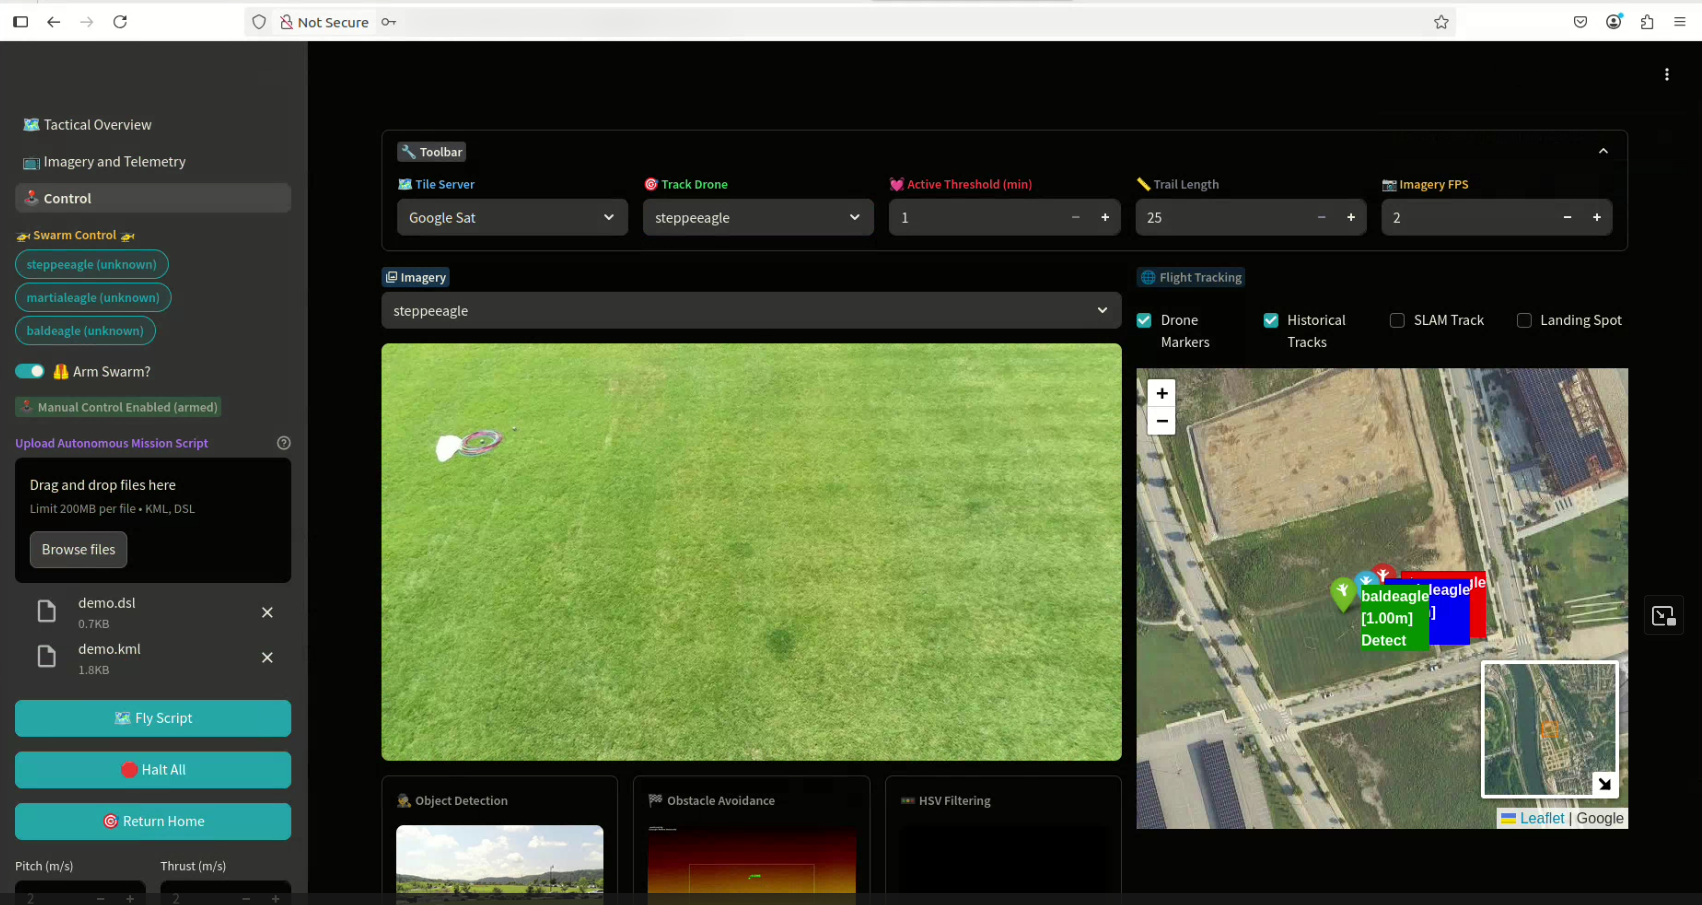 Not Secure
Tactical Overview
Imagery and Telemetry
Control
Swarm Control
steppeeagle (unknown)
martialeagle (unknown)
baldeagle (unknown)
Arm Swarm?
Manual Control Enabled (armed)
Upload Autonomous Mission Script
Drag and drop files here
Limit 200MB per file • KML, DSL
Browse files
demo.dsl
0.7KB
demo.kml
1.8KB
Fly Script
Halt All
Return Home
Pitch (m/s)
Thrust (m/s)
2
2
Toolbar
Tile Server
Track Drone
Active Threshold (min)
Trail Length
Imagery FPS
Google Sat
steppeeagle
1
25
2
Imagery
steppeeagle
Object Detection
Obstacle Avoidance
HSV Filtering
Flight Tracking
Drone
Markers
Historical
Tracks
SLAM Track
Landing Spot
+
−
baldeagle
[1.00m]
Detect
Leaflet | Google